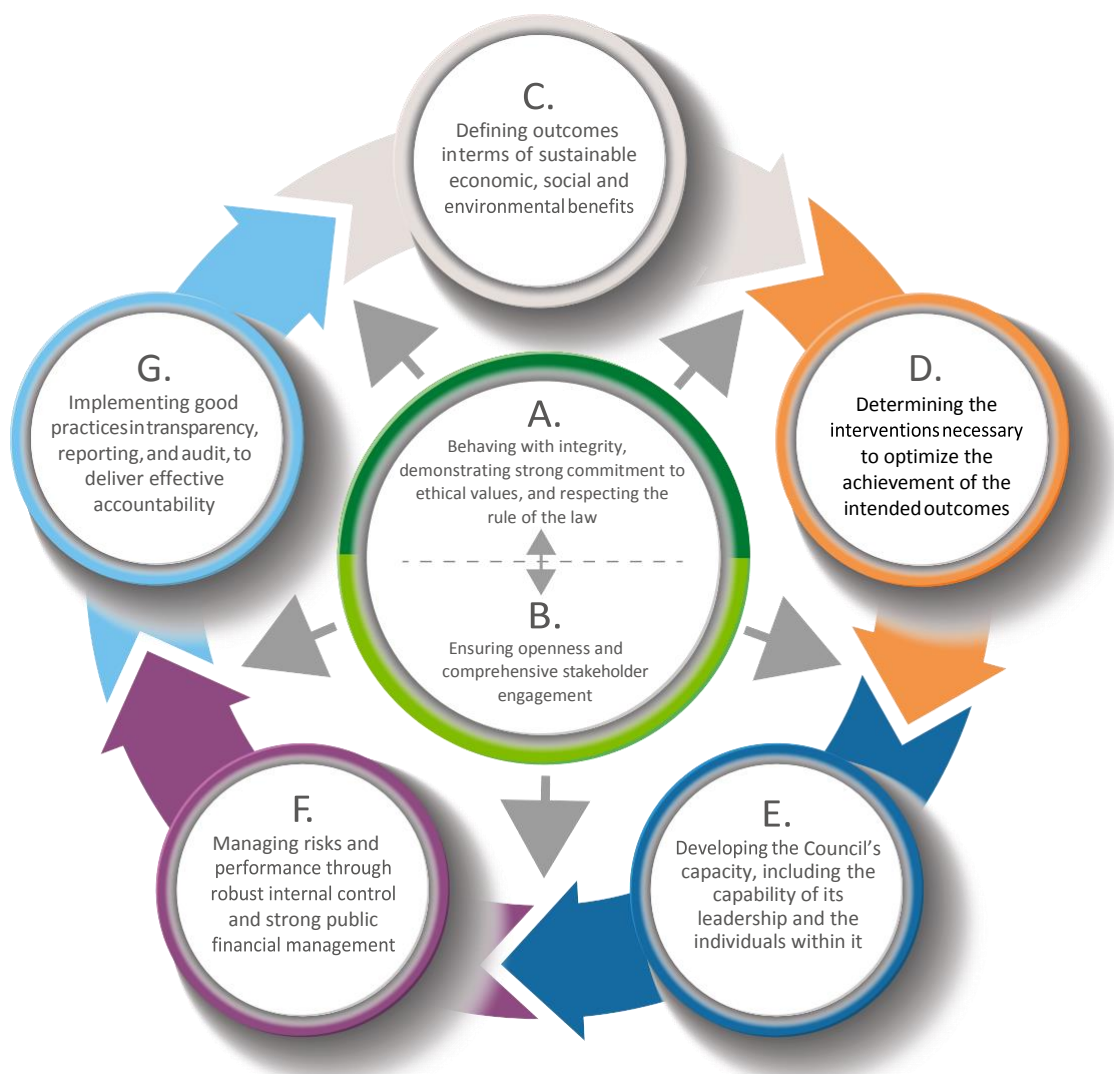 C.
Defining outcomes
in terms of sustainable
economic, social and
environmental benefits
G.
Implementing good
practices in transparency,
reporting, and audit, to
deliver effective
accountability
A.
Behaving with integrity,
demonstrating strong commitment to
ethical values, and respecting the
rule of the law
B.
Ensuring openness and
comprehensive stakeholder
engagement
D.
Determining the
interventions necessary
to optimize the
achievement of the
intended outcomes
F.
Managing risks and
performance through
robust internal control
and strong public
financial management
E.
Developing the Council’s
capacity, including the
capability of its
leadership and the
individuals within it